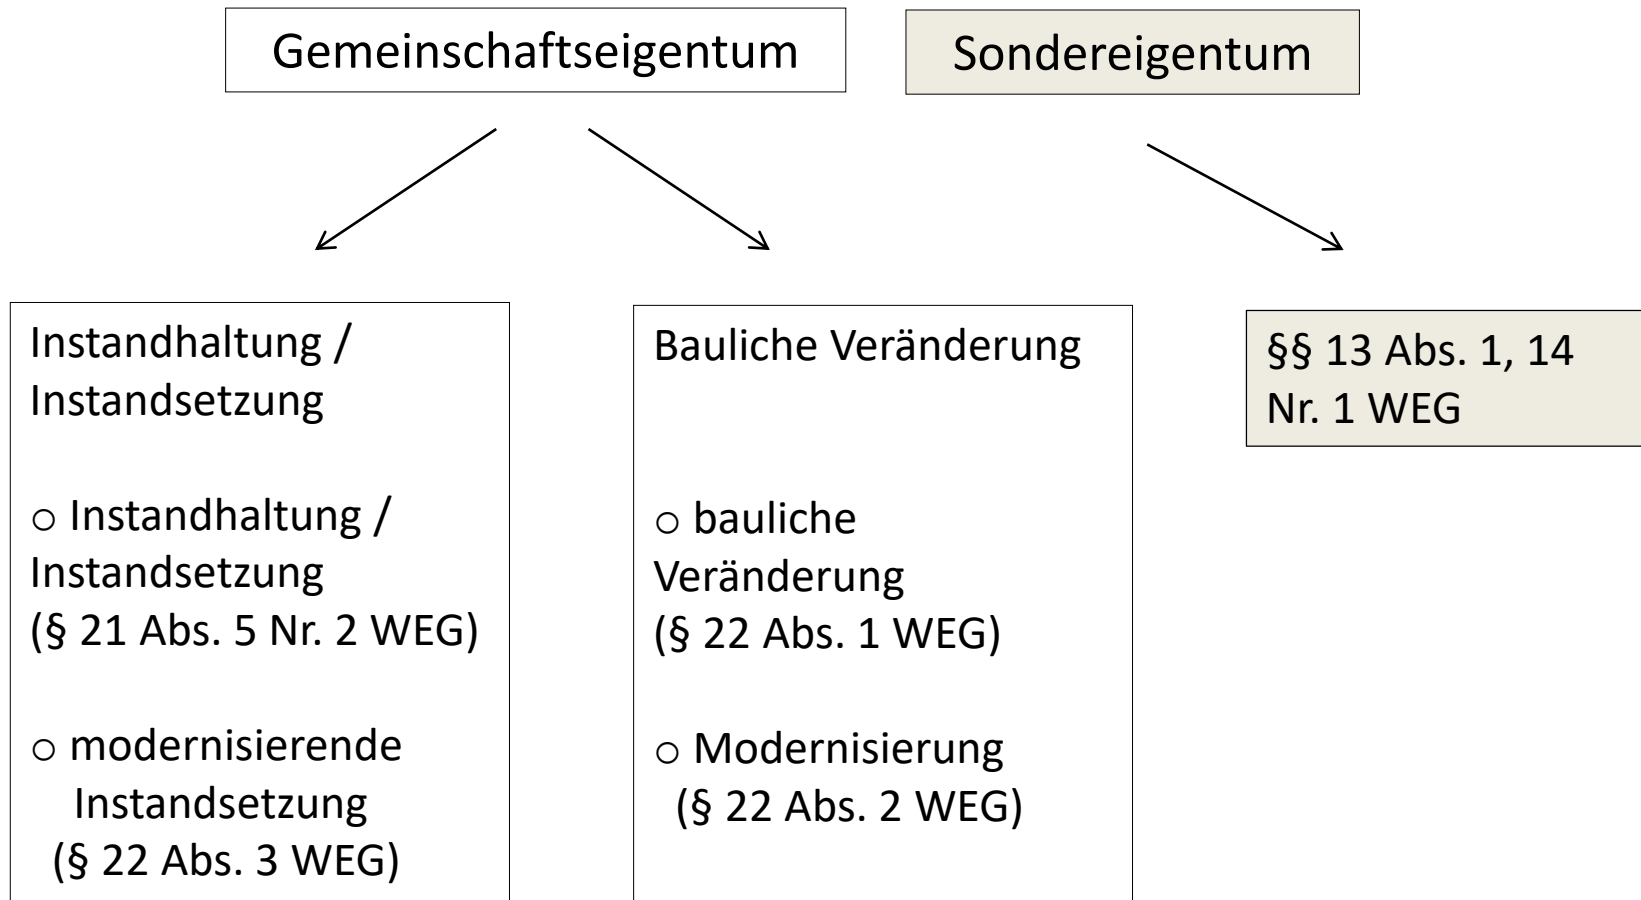 Gemeinschaftseigentum
Sondereigentum
Instandhaltung /
Instandsetzung
○ Instandhaltung /
Instandsetzung
(§ 21 Abs. 5 Nr. 2 WEG)
○ modernisierende
Instandsetzung
(§ 22 Abs. 3 WEG)
Bauliche Veränderung
○ bauliche
Veränderung
(§ 22 Abs. 1 WEG)
○ Modernisierung
(§ 22 Abs. 2 WEG)
§§ 13 Abs. 1, 14
Nr. 1 WEG